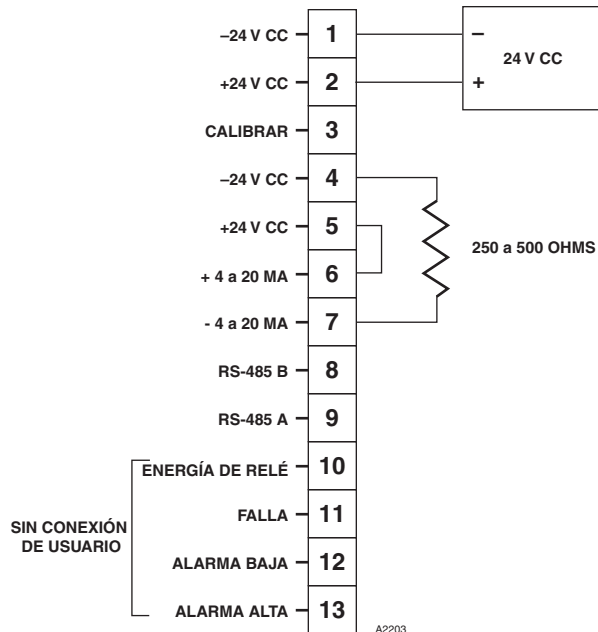 –24 V CC 1 –
24 V CC
+24 V CC 2 +
CALIBRAR 3
–24 V CC 4
+24 V CC 5
250 a 500 OHMS
+ 4 a 20 MA 6
- 4 a 20 MA 7
RS-485 B 8
RS-485 A 9
ENERGÍA DE RELÉ 10
FALLA 11
SIN CONEXIÓN
DE USUARIO
ALARMA BAJA 12
ALARMA ALTA 13
A2203